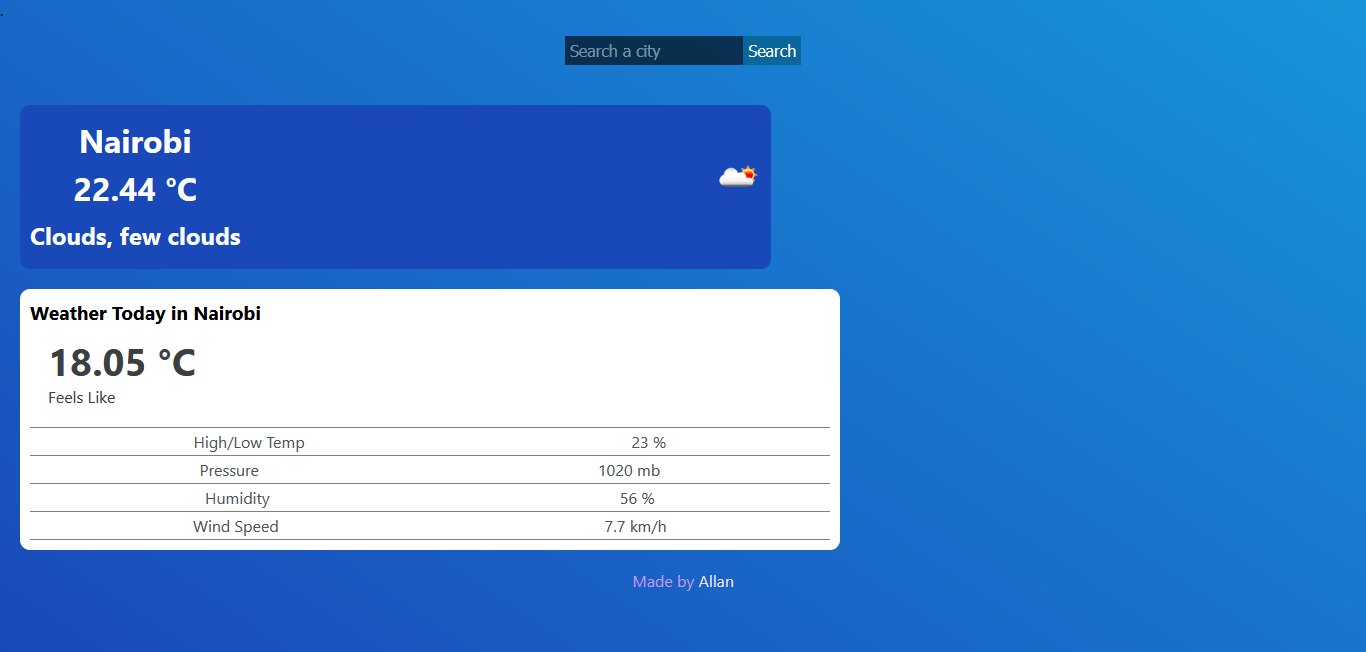 .
Search a city Search
Nairobi
22.44 °C
Clouds, few clouds
Weather Today in Nairobi
18.05 °C
Feels Like
High/Low Temp 23 %
Pressure 1020 mb
Humidity 56 %
Wind Speed 7.7 km/h
Made by Allan